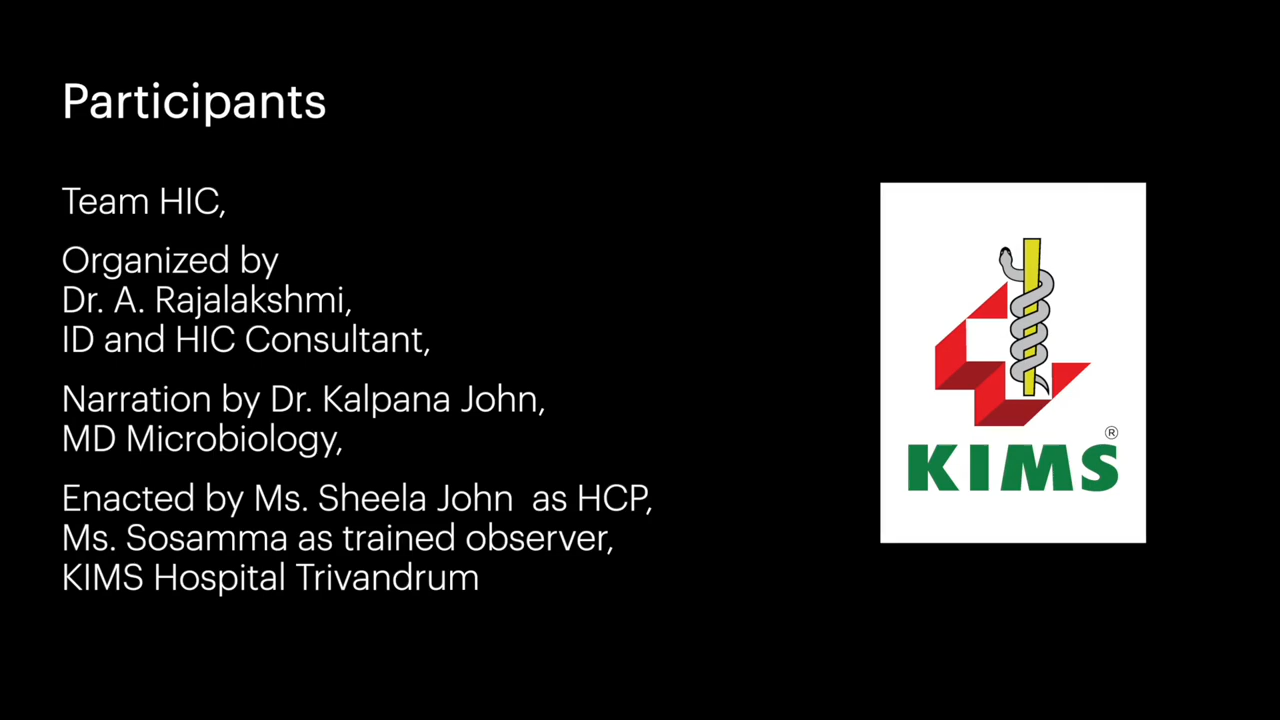 Participants
Team HIC,
Organized by
Dr. A. Rajalakshmi,
ID and HIC Consultant,
Narration by Dr. Kalpana John,
MD Microbiology,
Enacted by Ms. Sheela John  as HCP,
Ms. Sosamma as trained observer,
KIMS Hospital Trivandrum
®
KIMS